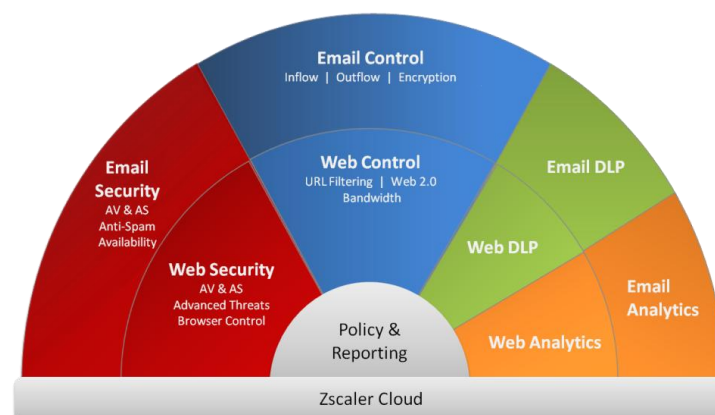 Email Control
Inflow | Outflow | Encryption
Email
Security
AV & AS
Anti-Spam
Availability
Web Control
URL Filtering | Web 2.0
Bandwidth
Email DLP
Web Security
AV & AS
Advanced Threats
Browser Control
Web DLP
Email
Analytics
Policy &
Reporting
Web Analytics
Zscaler Cloud